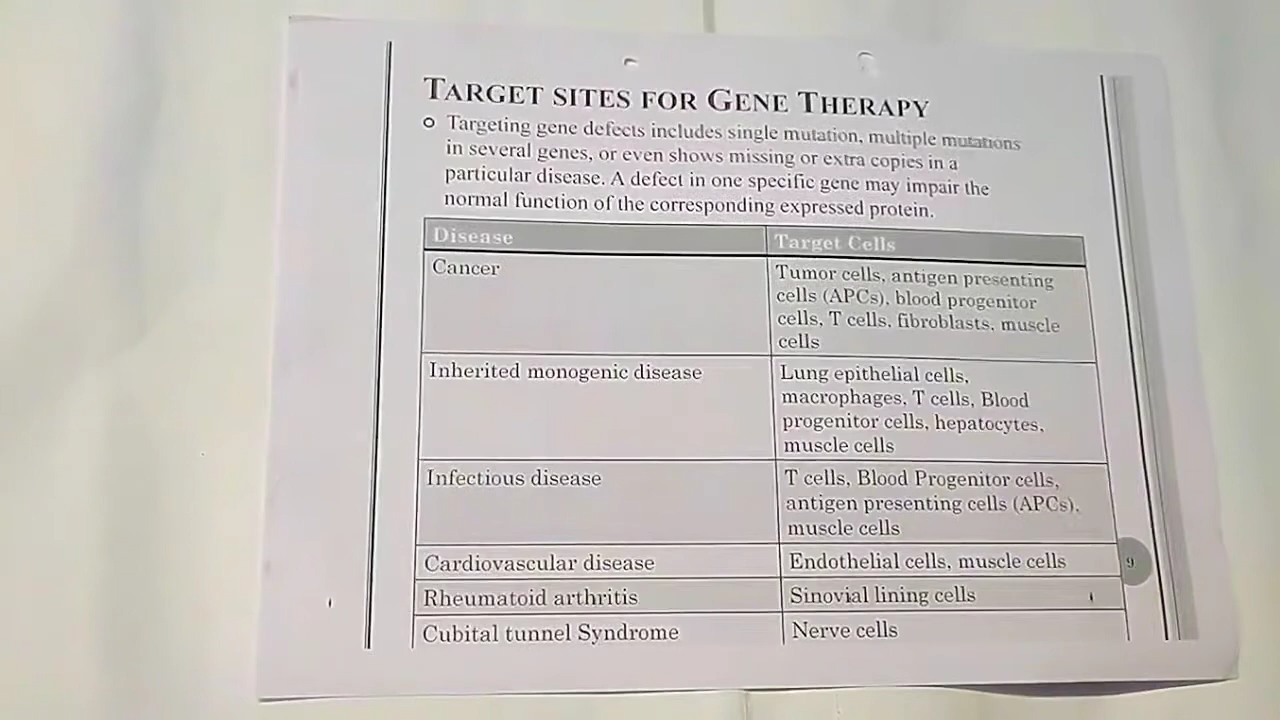 TARGET SITES FOR GENE THERAPY
Targeting gene defects includes single mutation, multiple mutations
in several genes, or even shows missing or extra copies in a
particular disease. A defect in one specific gene may impair the
normal function of the corresponding expressed protein.
Disease Target Cells
Cancer Tumor cells, antigen presenting
cells (APCs), blood progenitor
cells, T cells, fibroblasts, muscle
cells
Inherited monogenic disease Lung epithelial cells,
macrophages, T cells, Blood
progenitor cells, hepatocytes,
muscle cells
Infectious disease T cells, Blood Progenitor cells,
antigen presenting cells (APCs),
muscle cells
Cardiovascular disease Endothelial cells, muscle cells
9
Rheumatoid arthritis Sinovial lining cells
Cubital tunnel Syndrome Nerve cells